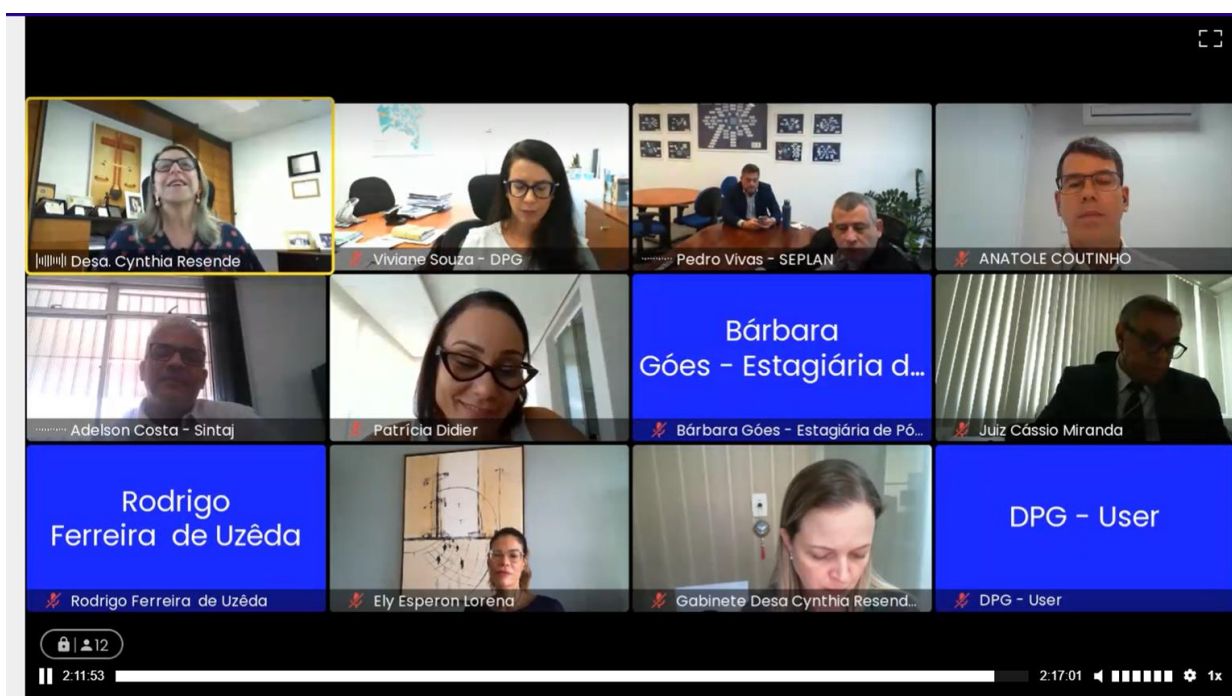 Desa. Cynthia Resende
Viviane Souza - DPG
Pedro Vivas - SEPLAN
ANATOLE COUTINHO
Adelson Costa - Sintaj
Patrícia Didier
Bárbara
Góes - Estagiária d...
Bárbara Góes - Estagiária de Pó...
Juiz Cássio Miranda
Rodrigo
Ferreira de Uzêda
Rodrigo Ferreira de Uzêda
Ely Esperon Lorena
Gabinete Desa Cynthia Resend...
DPG - User
DPG - User
12
2:11:53
2:17:01
1x